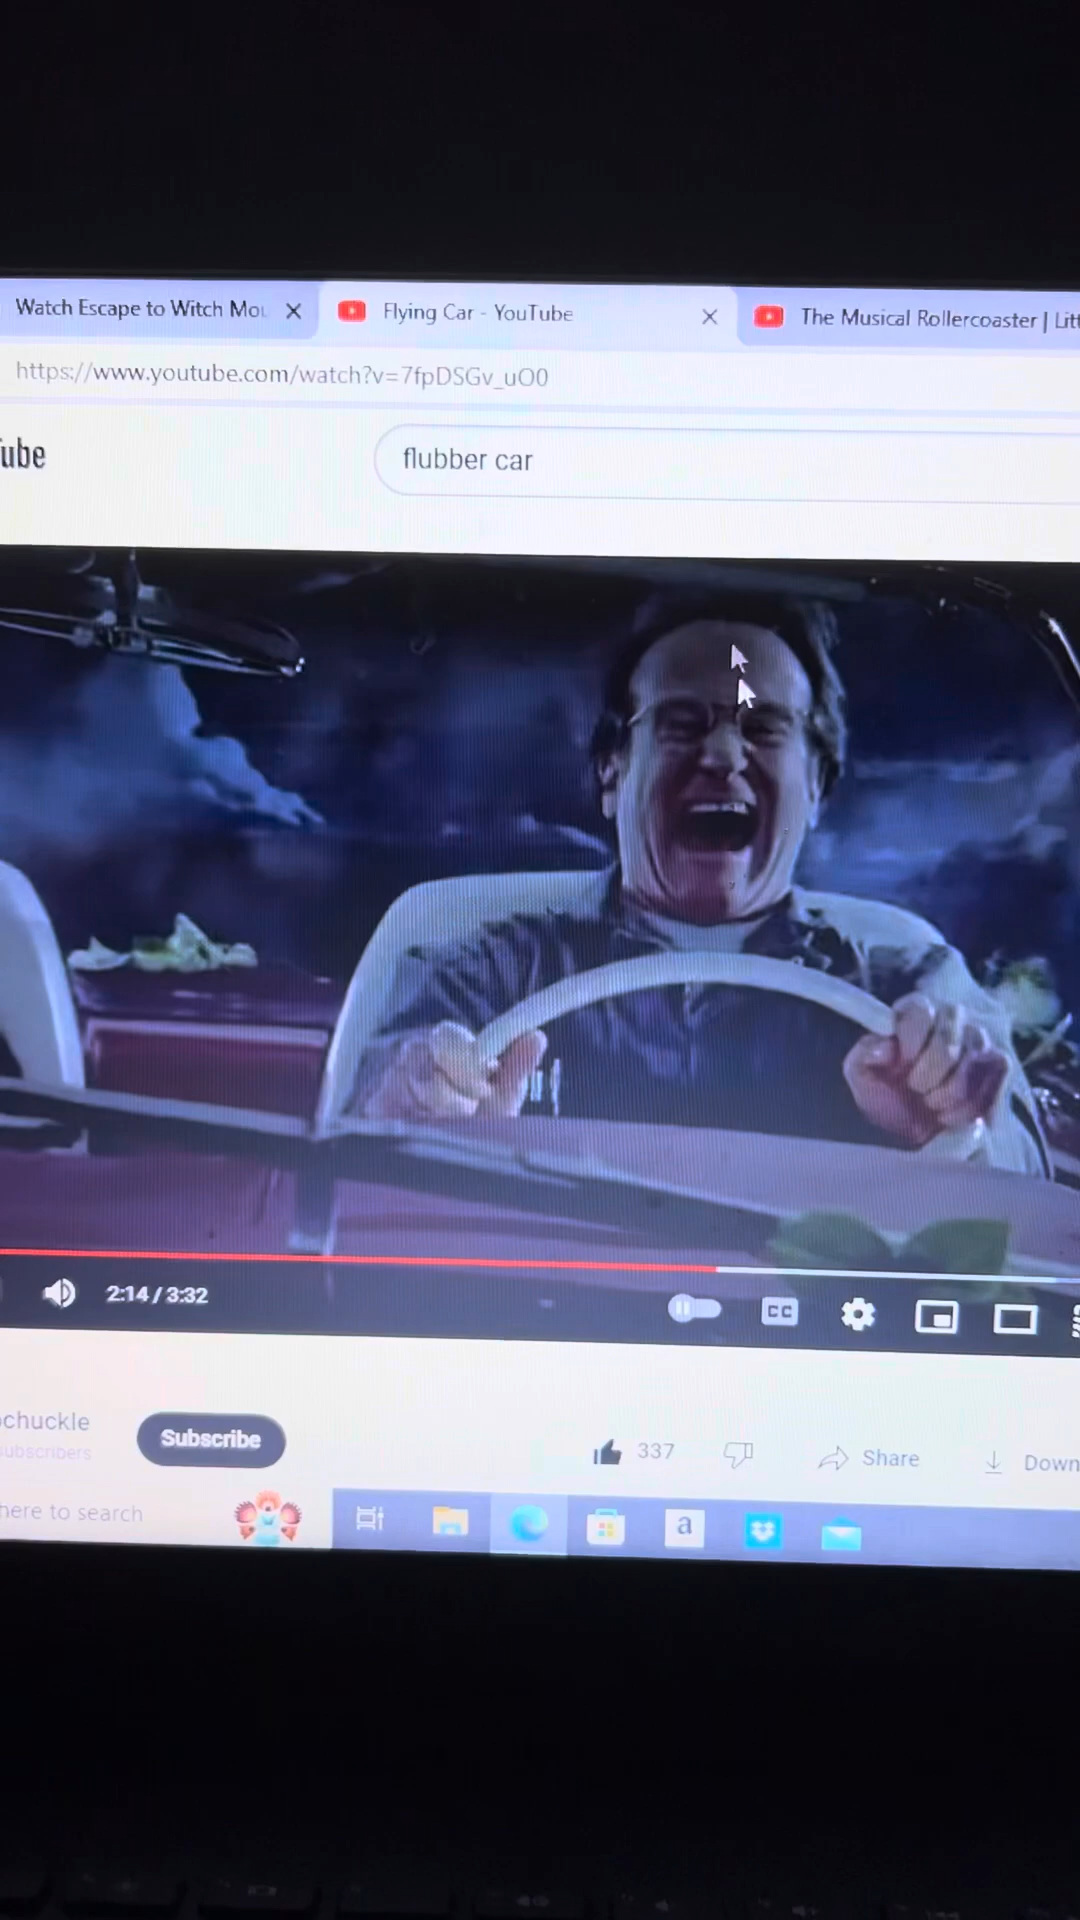 Watch Escape to Witch Mou
Flying Car - YouTube
The Musical Rollercoaster | Litt
https://www.youtube.com/watch?v=7fpDSGv_uO0
ube
flubber car
2:14 / 3:32
CC
chuckle
subscribers
Subscribe
337
Share
Down
here to search
a